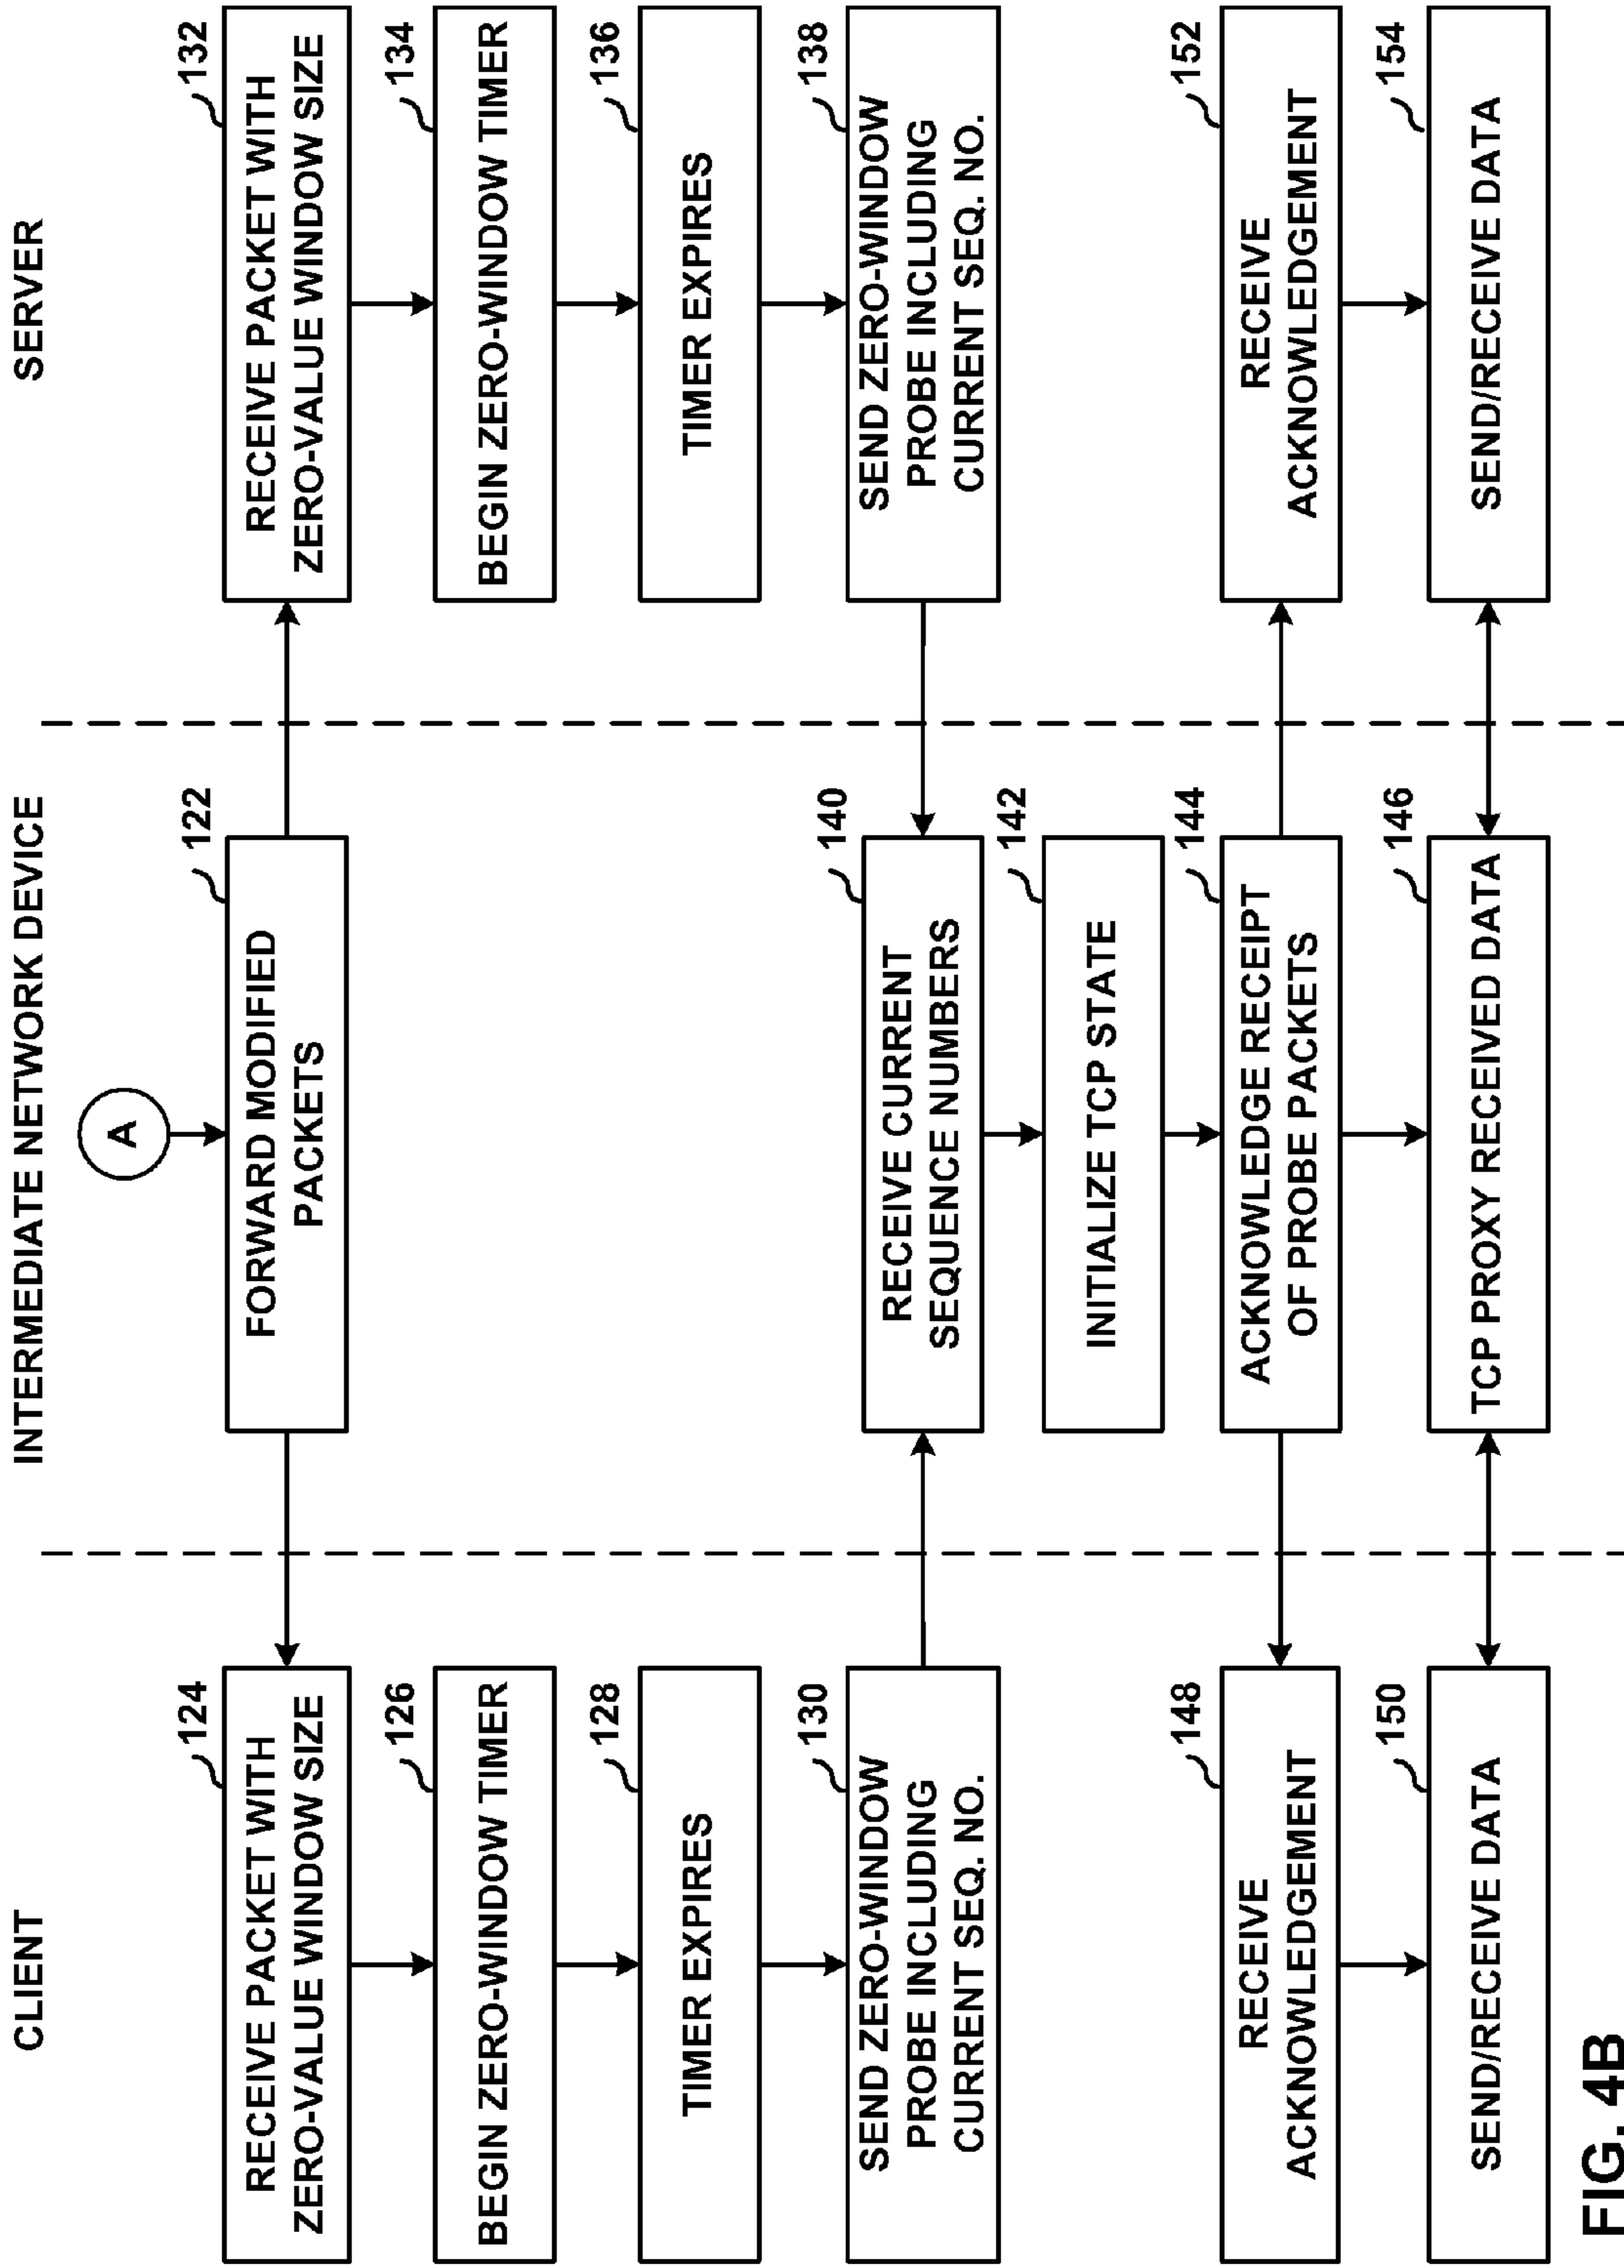 CLIENT
INTERMEDIATE NETWORK DEVICE
SERVER
A
122
FORWARD MODIFIED
PACKETS
124
RECEIVE PACKET WITH
ZERO-VALUE WINDOW SIZE
126
BEGIN ZERO-WINDOW TIMER
128
TIMER EXPIRES
130
SEND ZERO-WINDOW
PROBE INCLUDING
CURRENT SEQ. NO.
132
RECEIVE PACKET WITH
ZERO-VALUE WINDOW SIZE
134
BEGIN ZERO-WINDOW TIMER
136
TIMER EXPIRES
138
SEND ZERO-WINDOW
PROBE INCLUDING
CURRENT SEQ. NO.
140
RECEIVE CURRENT
SEQUENCE NUMBERS
142
INITIALIZE TCP STATE
144
ACKNOWLEDGE RECEIPT
OF PROBE PACKETS
146
TCP PROXY RECEIVED DATA
148
RECEIVE
ACKNOWLEDGEMENT
150
SEND/RECEIVE DATA
152
RECEIVE
ACKNOWLEDGEMENT
154
SEND/RECEIVE DATA
FIG. 4B